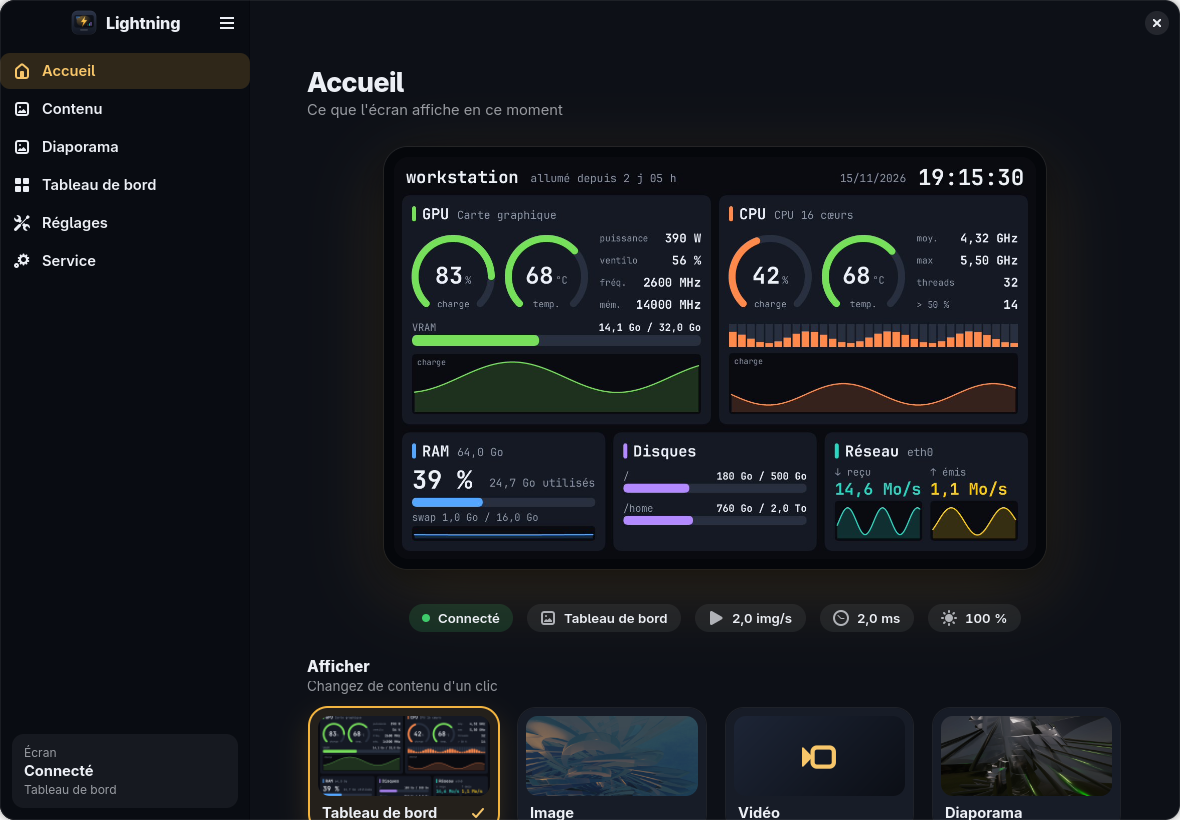 Lightning
Accueil
Contenu
Diaporama
Tableau de bord
Réglages
Service
Écran
Connecté
Tableau de bord
Accueil
Ce que l'écran affiche en ce moment
workstation allumé depuis 2 j 05 h 15/11/2026 19:15:30
GPU Carte graphique
83 % charge
68 °C temp.
puissance 390 W
ventilo 56 %
fréq. 2600 MHz
mém. 14000 MHz
VRAM 14,1 Go / 32,0 Go
charge
CPU CPU 16 cœurs
42 % charge
68 °C temp.
moy. 4,32 GHz
max 5,50 GHz
threads 32
> 50 % 14
charge
RAM 64,0 Go
39 % 24,7 Go utilisés
swap 1,0 Go / 16,0 Go
Disques
/ 180 Go / 500 Go
/home 760 Go / 2,0 To
Réseau eth0
↓ reçu ↑ émis
14,6 Mo/s 1,1 Mo/s
Connecté
Tableau de bord
2,0 img/s
2,0 ms
100 %
Afficher
Changez de contenu d'un clic
Tableau de bord
Image
Vidéo
Diaporama